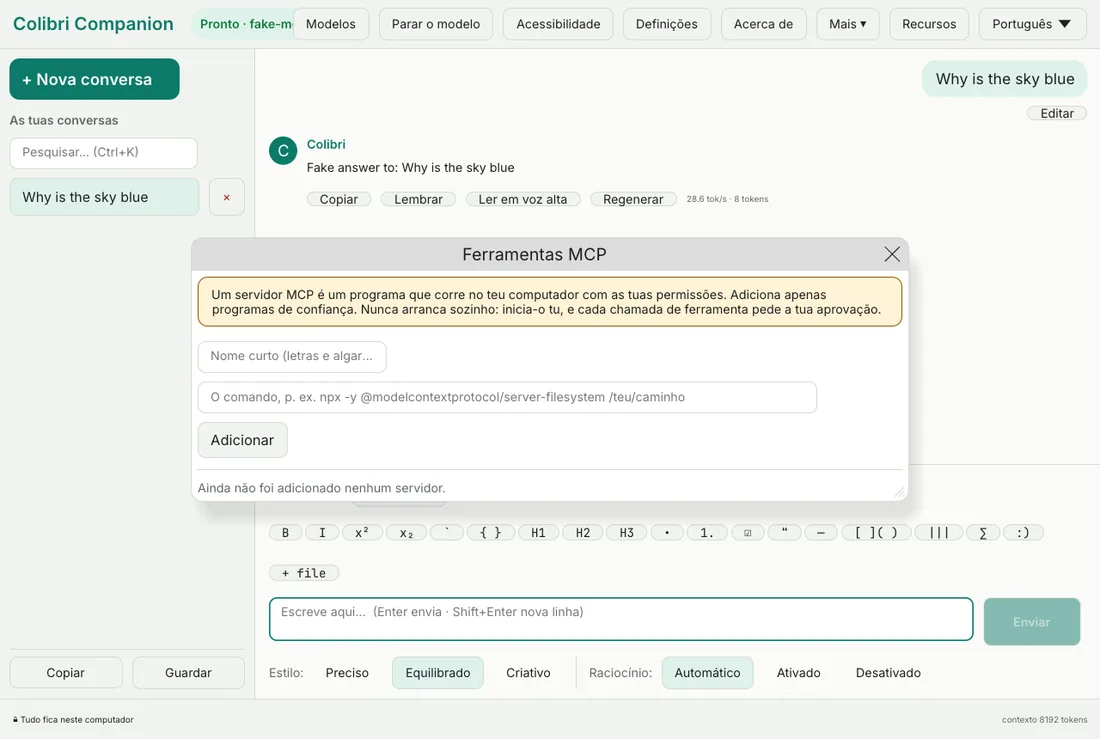 Colibri Companion
Pronto · fake-m
Modelos
Parar o modelo
Acessibilidade
Definições
Acerca de
Mais ▾
Recursos
Português ▼
+ Nova conversa
As tuas conversas
Pesquisar... (Ctrl+K)
Why is the sky blue
×
Why is the sky blue
Editar
C
Colibri
Fake answer to: Why is the sky blue
Copiar
Lembrar
Ler em voz alta
Regenerar
28.6 tok/s · 8 tokens
Ferramentas MCP
Um servidor MCP é um programa que corre no teu computador com as tuas permissões. Adiciona apenas
programas de confiança. Nunca arranca sozinho: inicia-o tu, e cada chamada de ferramenta pede a tua aprovação.
Nome curto (letras e algar...
O comando, p. ex. npx -y @modelcontextprotocol/server-filesystem /teu/caminho
Adicionar
Ainda não foi adicionado nenhum servidor.
B I x² x₂ ` { } H1 H2 H3 • 1. ☑ “ — [ ]( ) ||| ∑ :)
+ file
Escreve aqui... (Enter envia · Shift+Enter nova linha)
Enviar
Copiar
Guardar
Estilo:
Preciso
Equilibrado
Criativo
Raciocínio:
Automático
Ativado
Desativado
Tudo fica neste computador
contexto 8192 tokens